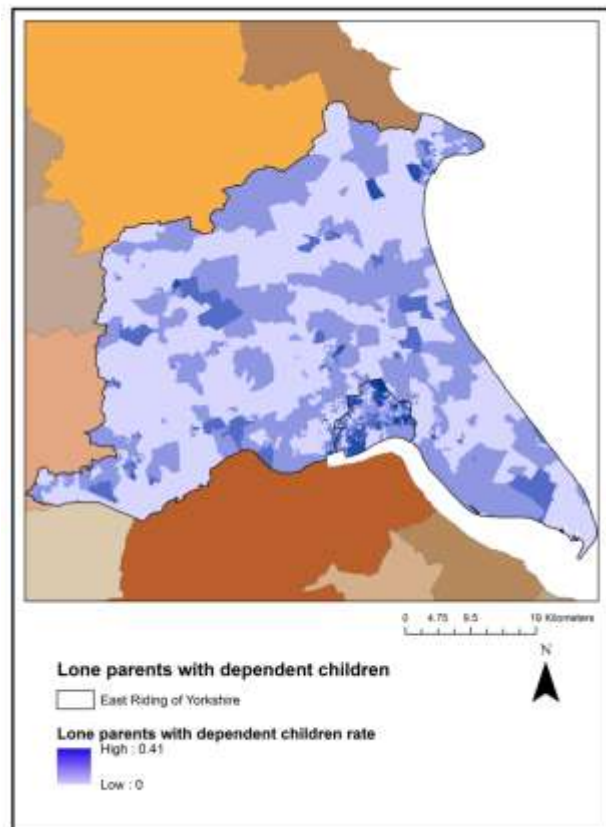 0 4.75 9.5 19 Kilometers
N
Lone parents with dependent children
East Riding of Yorkshire
Lone parents with dependent children rate
High : 0.41
Low : 0